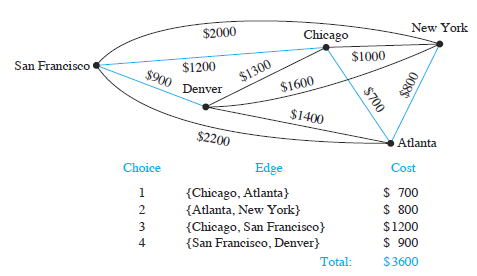 $2000
Chicago
New York
San Francisco
$1200
$1000
$900
Denver
$1300
$1600
$700
$800
$1400
$2200
Atlanta
Choice Edge Cost
1 {Chicago, Atlanta} $ 700
2 {Atlanta, New York} $ 800
3 {Chicago, San Francisco} $1200
4 {San Francisco, Denver} $ 900
Total: $3600